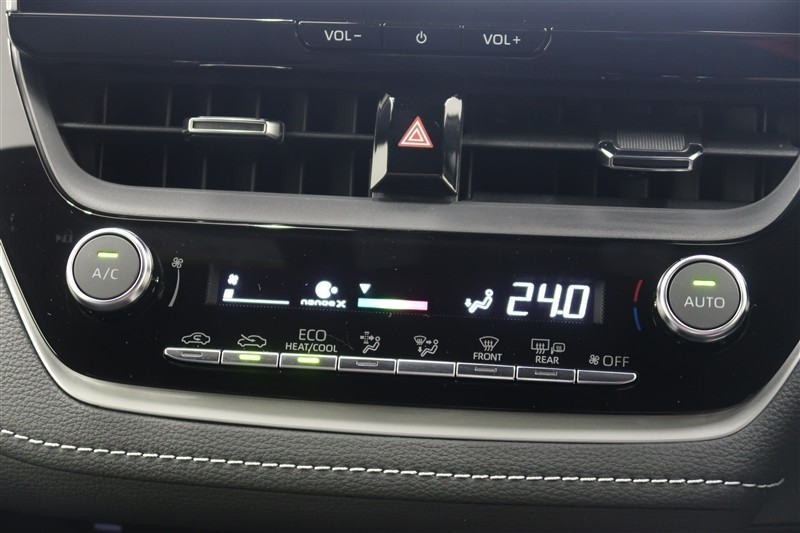 VOL− VOL+
A/C nanoe X 24.0 AUTO
ECO
HEAT/COOL FRONT REAR OFF